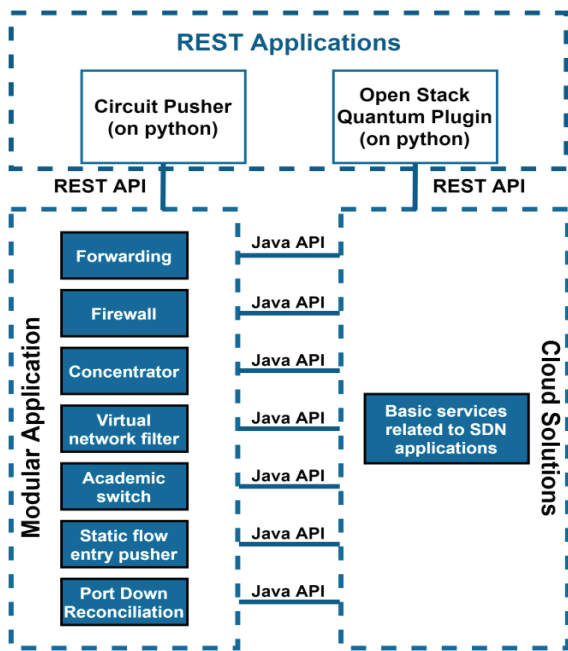 REST Applications
Circuit Pusher
(on python)
Open Stack
Quantum Plugin
(on python)
REST API
REST API
Modular Application
Forwarding
Firewall
Concentrator
Virtual
network filter
Academic
switch
Static flow
entry pusher
Port Down
Reconciliation
Java API
Java API
Java API
Java API
Java API
Java API
Java API
Basic services
related to SDN
applications
Cloud Solutions